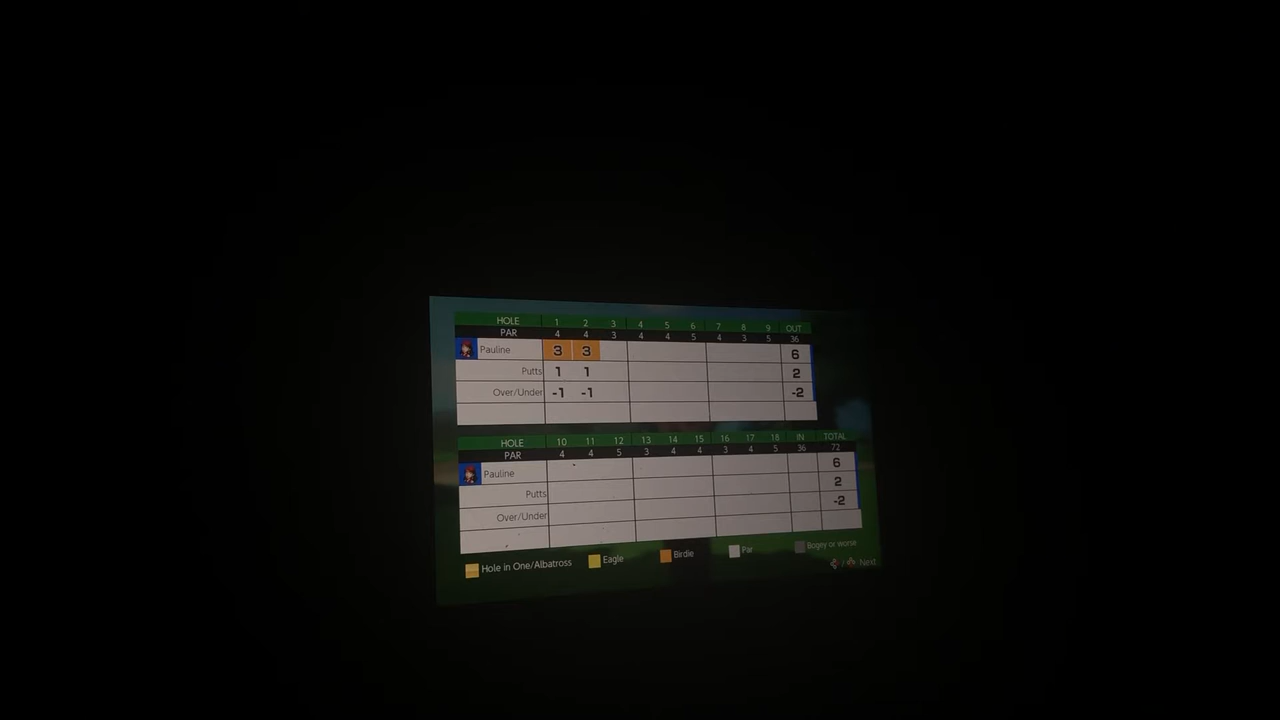 HOLE 1 2 3 4 5 6 7 8 9 OUT
PAR 4 4 3 4 4 5 4 3 5 36
Pauline 3 3 6
Putts 1 1 2
Over/Under -1 -1 -2
HOLE 10 11 12 13 14 15 16 17 18 IN TOTAL
PAR 4 4 5 3 4 4 3 4 5 36 72
Pauline 6
Putts 2
Over/Under -2
Hole in One/Albatross Eagle Birdie Par Bogey or worse
/ Next